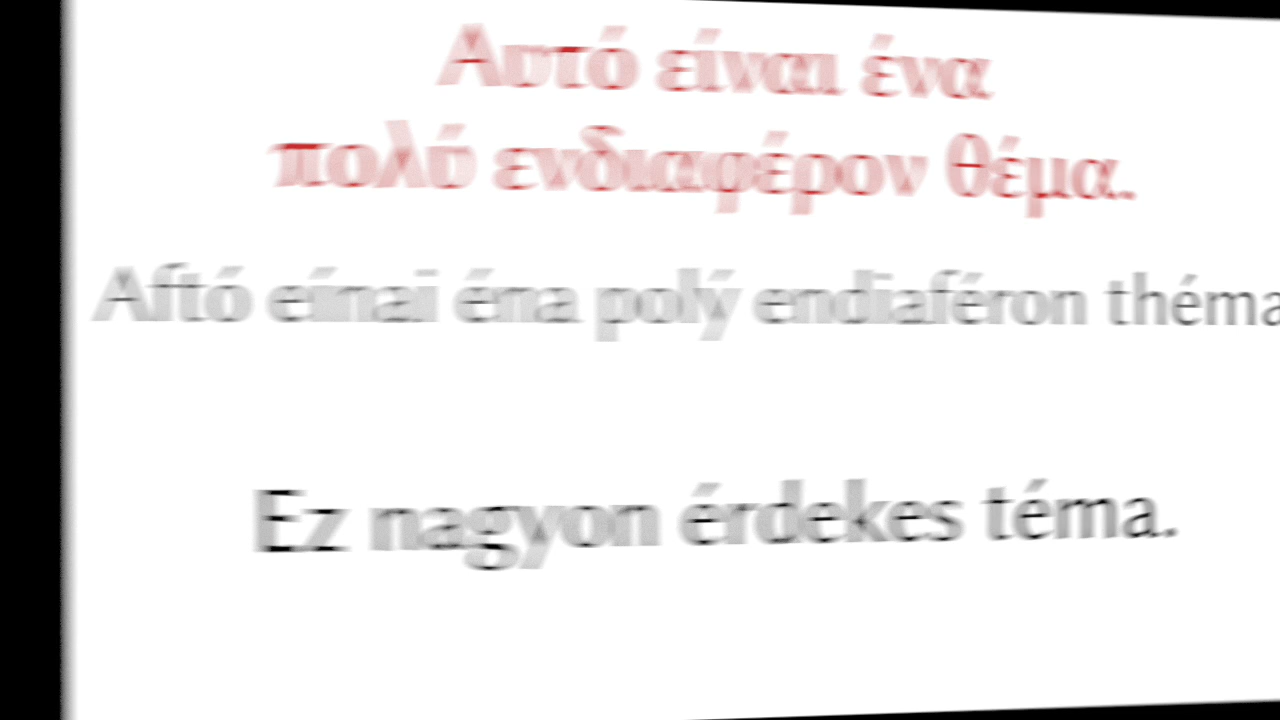 Αυτό είναι ένα
πολύ ενδιαφέρον θέμα.
Aftó eínai éna polý endiaféron théma
Ez nagyon érdekes téma.